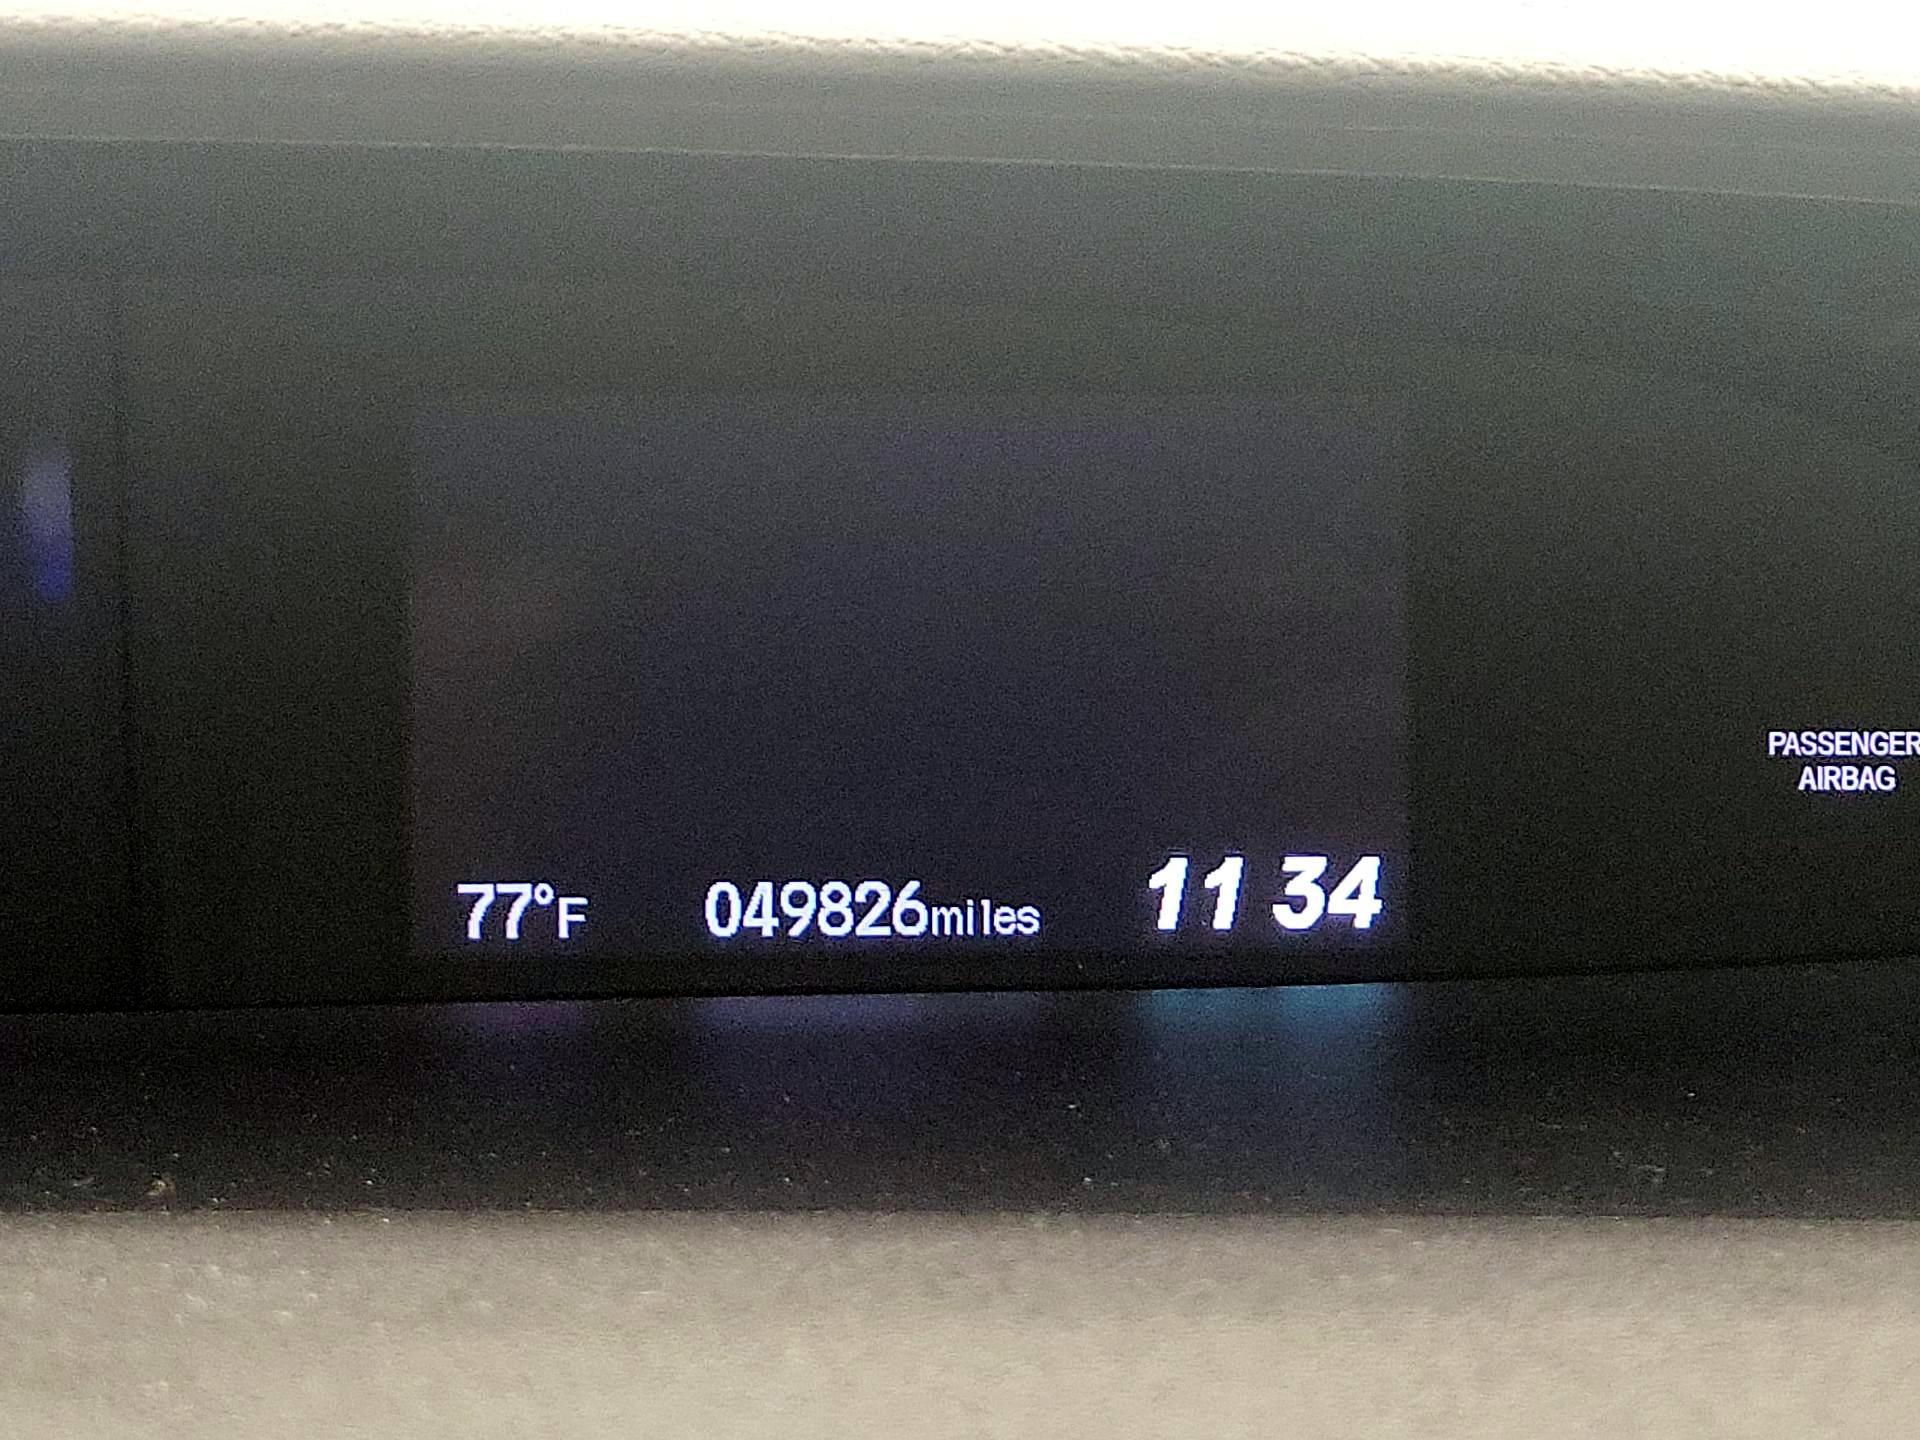 PASSENGER
AIRBAG
77°F 049826miles 11 34